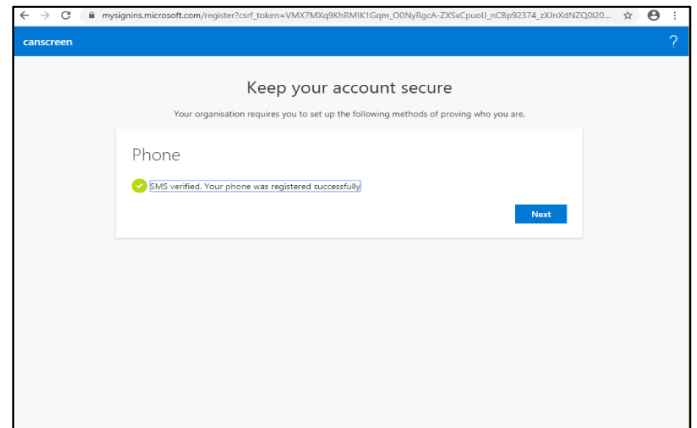 mysignins.microsoft.com/register?csrf_token=VMX7MXq9KhRMIK1Gqm_O0NyRgcA-ZXSxCpuolJ_nCBp92374_zXJnXdNZQ0I20...
canscreen ?
Keep your account secure
Your organisation requires you to set up the following methods of proving who you are.
Phone
SMS verified. Your phone was registered successfully
Next